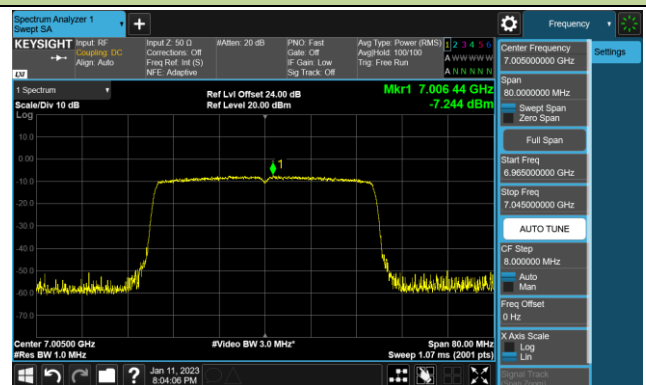 Spectrum Analyzer 1
Swept SA
Frequency
KEYSIGHT
Input: RF
Coupling: DC
Align: Auto
Input Z: 50 Ω
Corrections: Off
Freq Ref: Int (S)
NFE: Adaptive
#Atten: 20 dB
PNO: Fast
Gate: Off
IF Gain: Low
Sig Track: Off
Avg Type: Power (RMS)
Avg|Hold: 100/100
Trig: Free Run
1 2 3 4 5 6
A W W W W W
A N N N N N
Center Frequency
7.005000000 GHz
Settings
Span
80.0000000 MHz
Swept Span
Zero Span
Full Span
Start Freq
6.965000000 GHz
Stop Freq
7.045000000 GHz
AUTO TUNE
CF Step
8.000000 MHz
Auto
Man
Freq Offset
0 Hz
X Axis Scale
Log
Lin
Signal Track
(Span Zoom)
1 Spectrum
Scale/Div 10 dB
Log
Ref Lvl Offset 24.00 dB
Ref Level 20.00 dBm
Mkr1 7.006 44 GHz
-7.244 dBm
1
10.0
0.00
-10.0
-20.0
-30.0
-40.0
-50.0
-60.0
-70.0
Center 7.00500 GHz
#Res BW 1.0 MHz
#Video BW 3.0 MHz*
Span 80.00 MHz
Sweep 1.07 ms (2001 pts)
Jan 11, 2023
8:04:06 PM